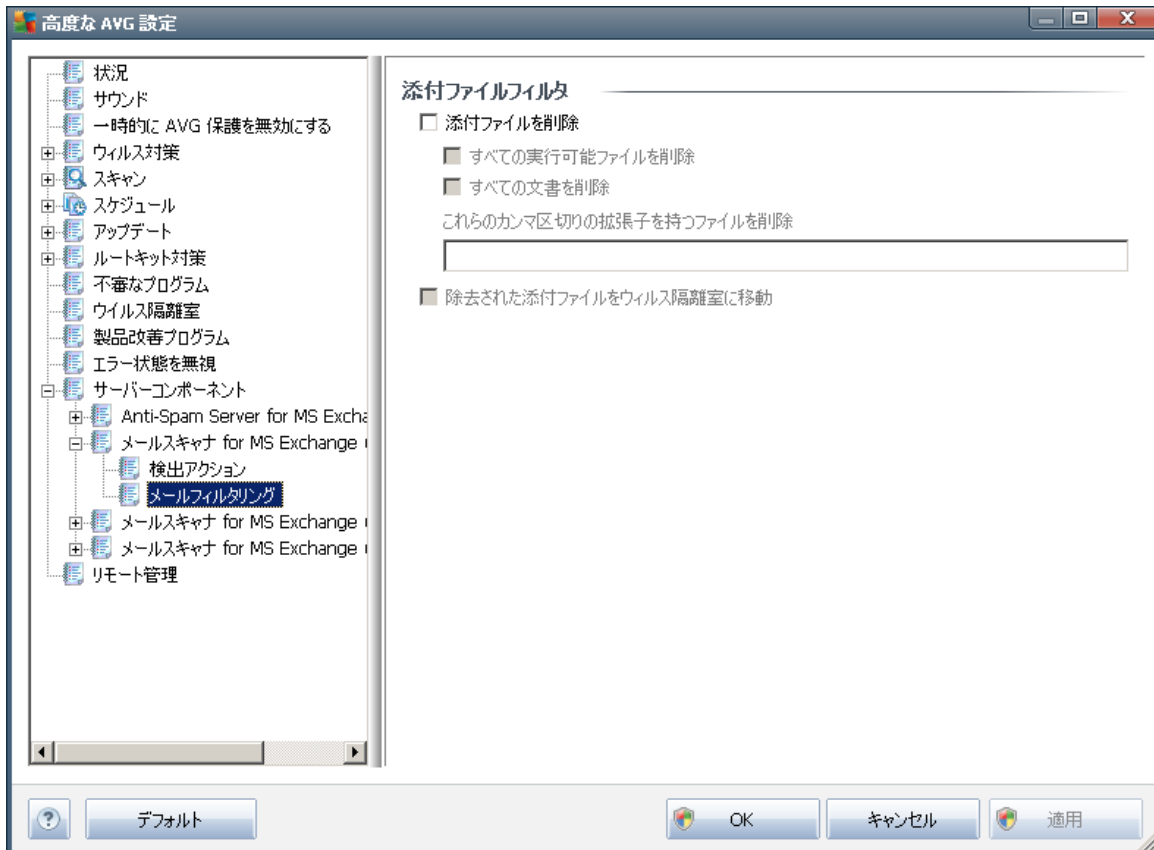 高度な AVG 設定
状況
サウンド
一時的に AVG 保護を無効にする
ウィルス対策
スキャン
スケジュール
アップデート
ルートキット対策
不審なプログラム
ウイルス隔離室
製品改善プログラム
エラー状態を無視
サーバーコンポーネント
Anti-Spam Server for MS Excha
メールスキャナ for MS Exchange
検出アクション
メールフィルタリング
メールスキャナ for MS Exchange
メールスキャナ for MS Exchange
リモート管理
添付ファイルフィルタ
添付ファイルを削除
すべての実行可能ファイルを削除
すべての文書を削除
これらのカンマ区切りの拡張子を持つファイルを削除
除去された添付ファイルをウィルス隔離室に移動
デフォルト
OK
キャンセル
適用